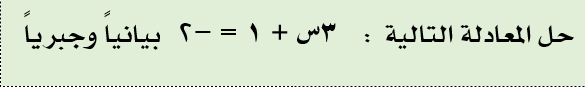 حل المعادلة التالية : ٣س + ١ = –٢ بيانياً وجبرياً